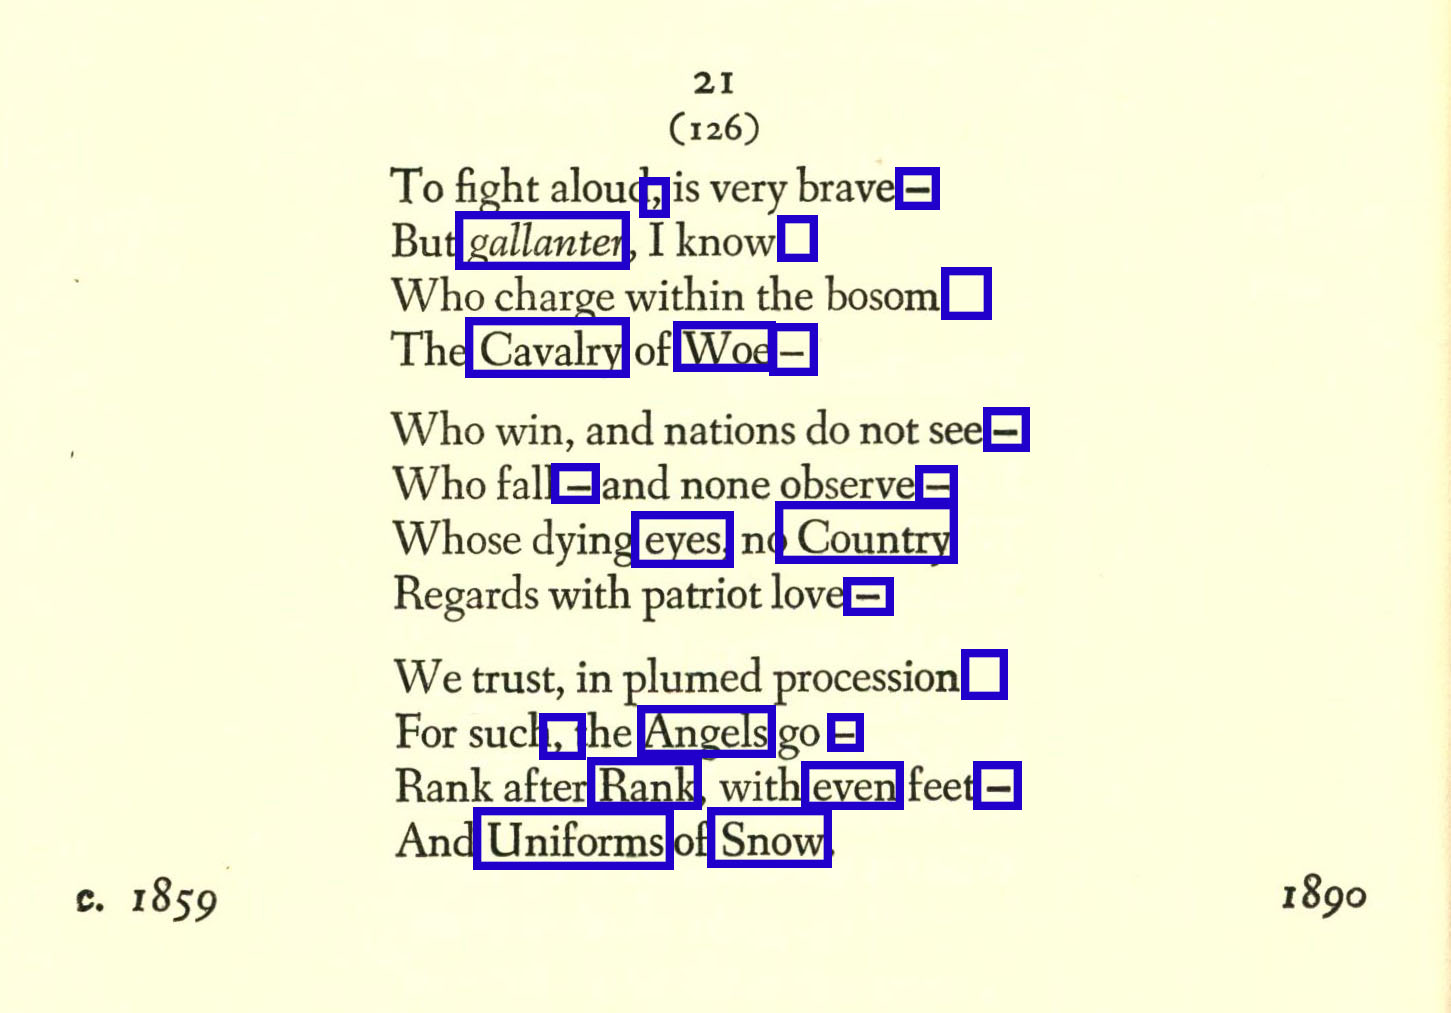 21
(126)
To fight aloud, is very brave –
But gallanter, I know
Who charge within the bosom
The Cavalry of Woe –
Who win, and nations do not see –
Who fall – and none observe –
Whose dying eyes, no Country
Regards with patriot love –
We trust, in plumed procession
For such, the Angels go –
Rank after Rank, with even feet –
And Uniforms of Snow.
c. 1859
1890